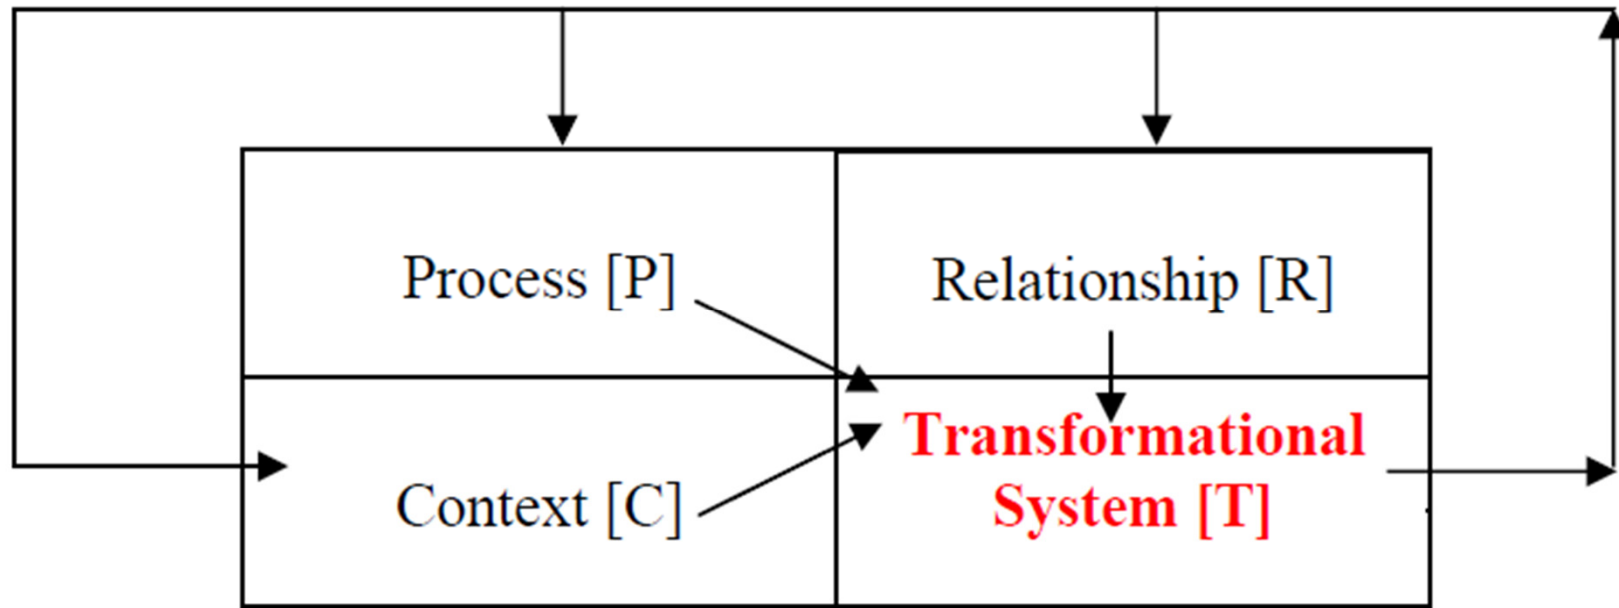 Process [P]
Relationship [R]
Context [C]
Transformational
System [T]